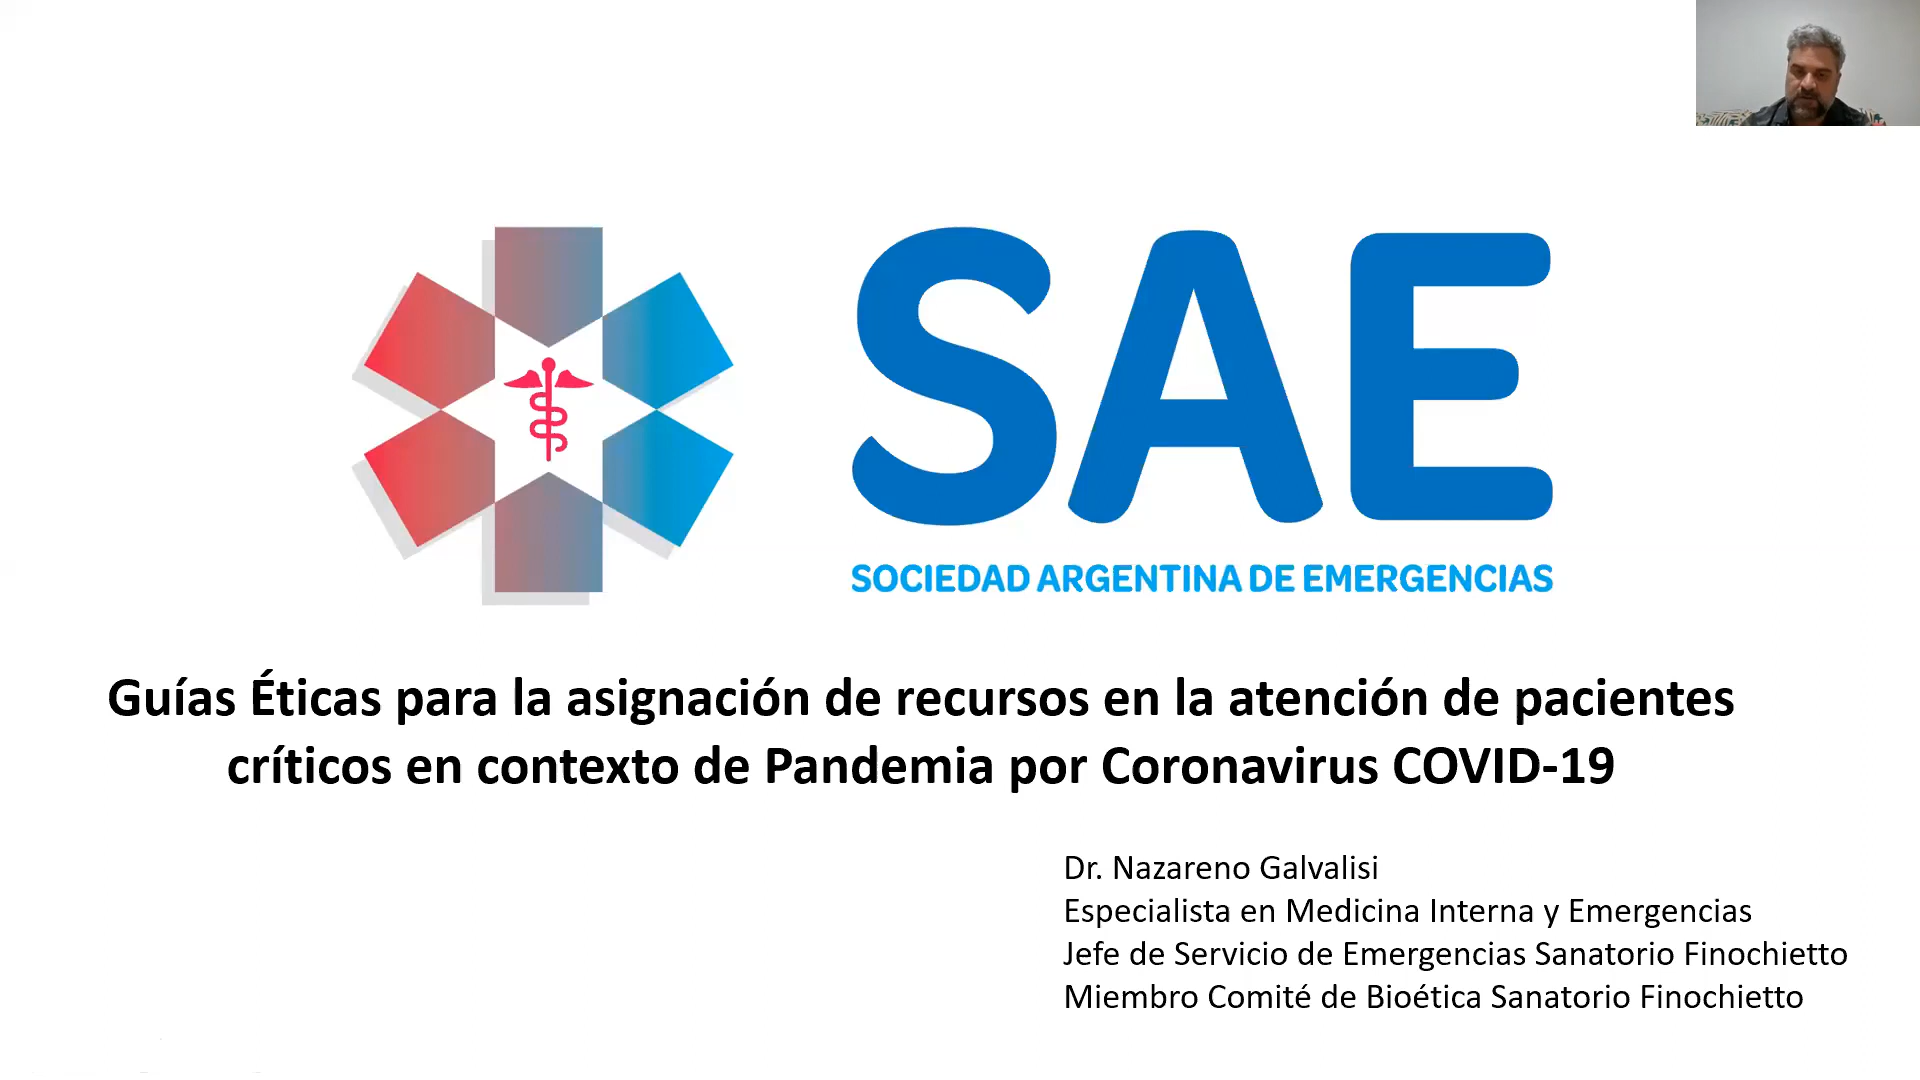 SAE
SOCIEDAD ARGENTINA DE EMERGENCIAS
Guías Éticas para la asignación de recursos en la atención de pacientes
críticos en contexto de Pandemia por Coronavirus COVID-19
Dr. Nazareno Galvalisi
Especialista en Medicina Interna y Emergencias
Jefe de Servicio de Emergencias Sanatorio Finochietto
Miembro Comité de Bioética Sanatorio Finochietto